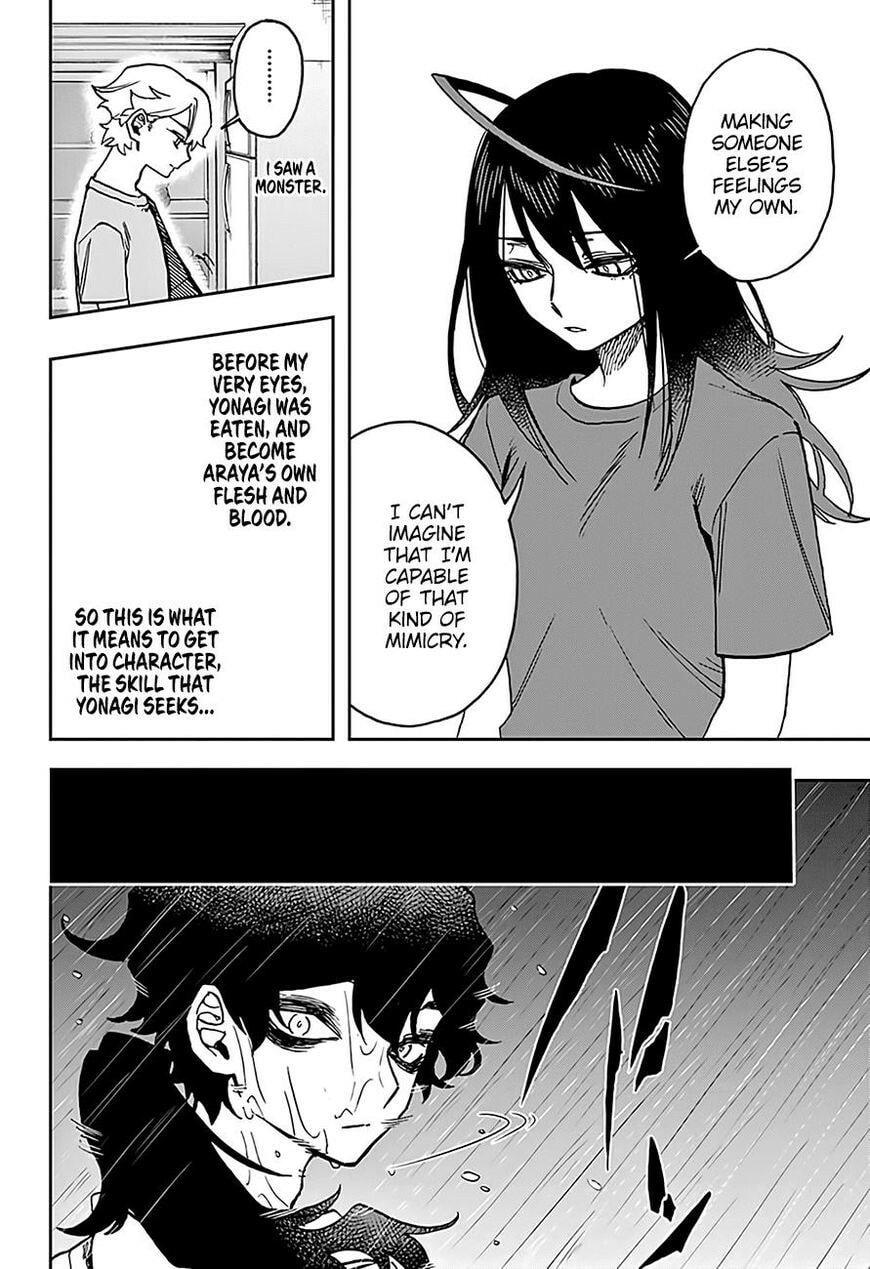 MAKING
SOMEONE
ELSE'S
FEELINGS
MY OWN.
I CAN'T
IMAGINE
THAT I'M
CAPABLE
OF THAT
KIND OF
MIMICRY.
.........
I SAW A
MONSTER.
BEFORE MY
VERY EYES,
YONAGI WAS
EATEN, AND
BECOME
ARAYA'S OWN
FLESH AND
BLOOD.
SO THIS IS WHAT
IT MEANS TO GET
INTO CHARACTER,
THE SKILL THAT
YONAGI SEEKS...